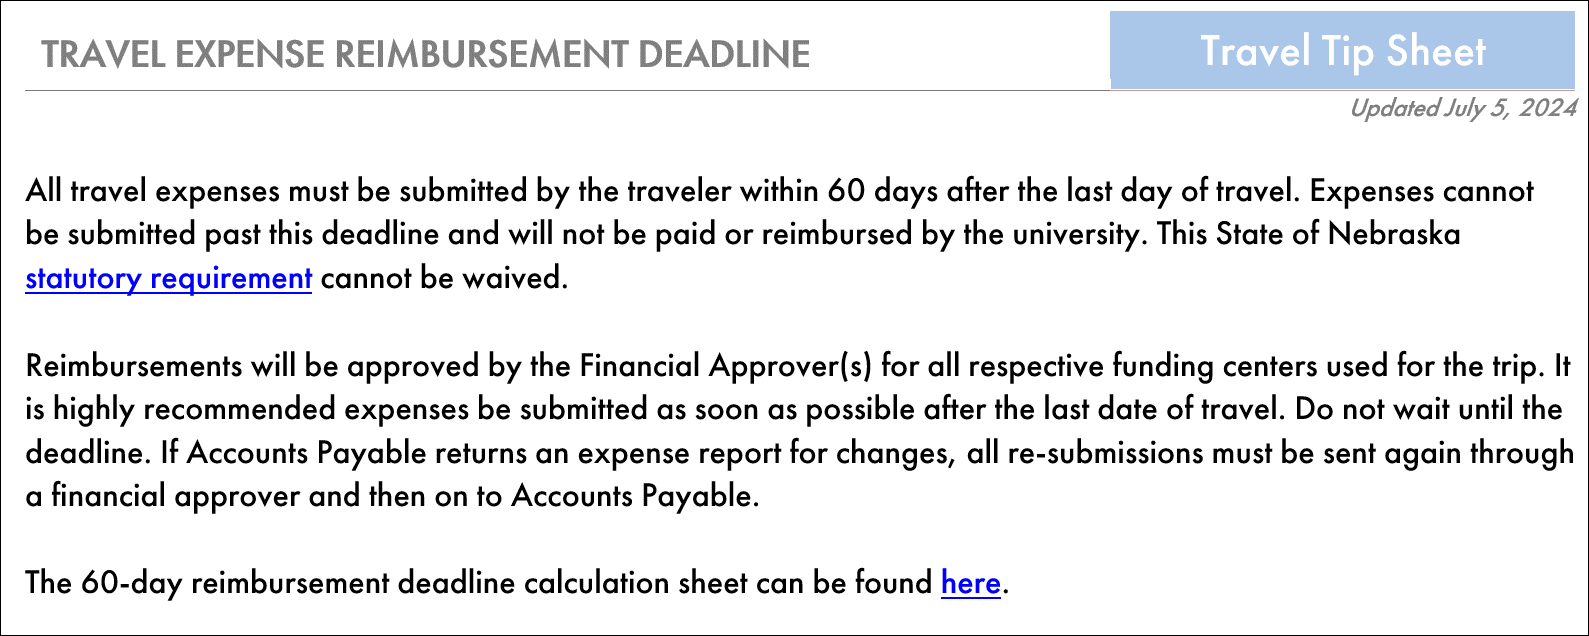 TRAVEL EXPENSE REIMBURSEMENT DEADLINE
Travel Tip Sheet
Updated July 5, 2024
All travel expenses must be submitted by the traveler within 60 days after the last day of travel. Expenses cannot
be submitted past this deadline and will not be paid or reimbursed by the university. This State of Nebraska
statutory requirement cannot be waived.
Reimbursements will be approved by the Financial Approver(s) for all respective funding centers used for the trip. It
is highly recommended expenses be submitted as soon as possible after the last date of travel. Do not wait until the
deadline. If Accounts Payable returns an expense report for changes, all re-submissions must be sent again through
a financial approver and then on to Accounts Payable.
The 60-day reimbursement deadline calculation sheet can be found here.